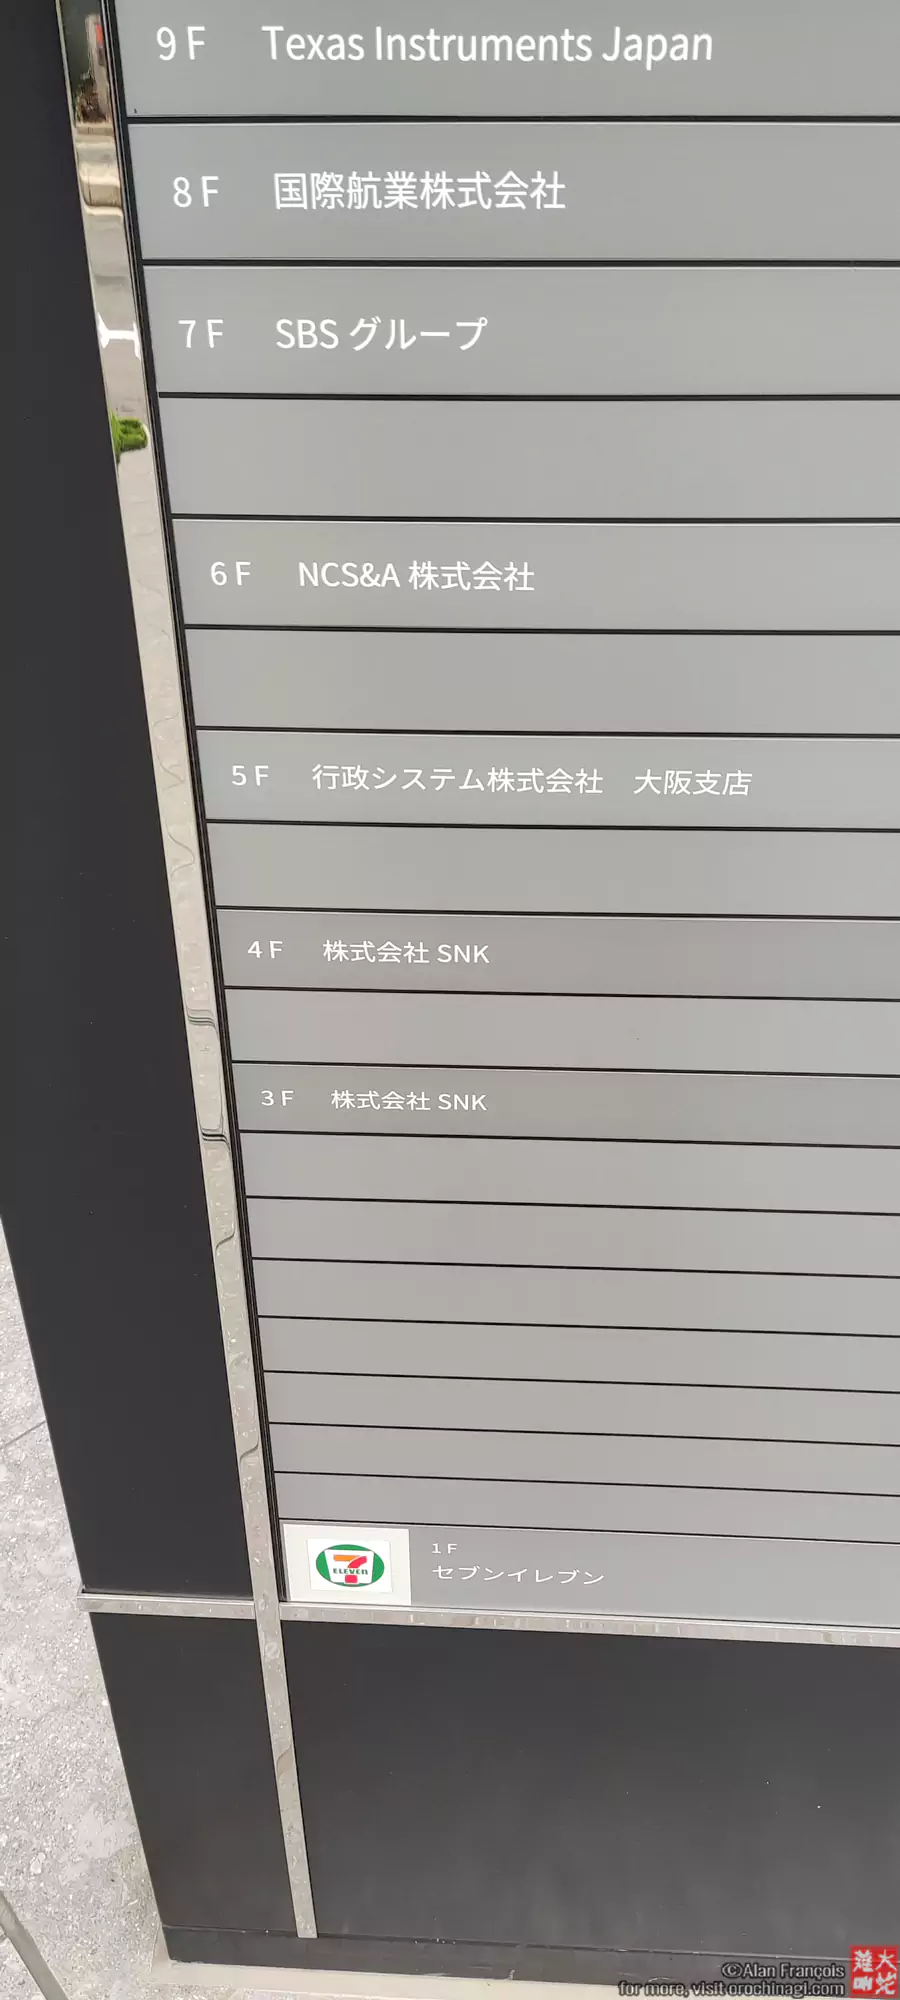 9F Texas Instruments Japan
8F 国際航業株式会社
7F SBS グループ
6F NCS&A 株式会社
5F 行政システム株式会社 大阪支店
4F 株式会社 SNK
3F 株式会社 SNK
7 ELEVEn
1F
セブンイレブン
©Alan François
for more, visit orochinagi.com